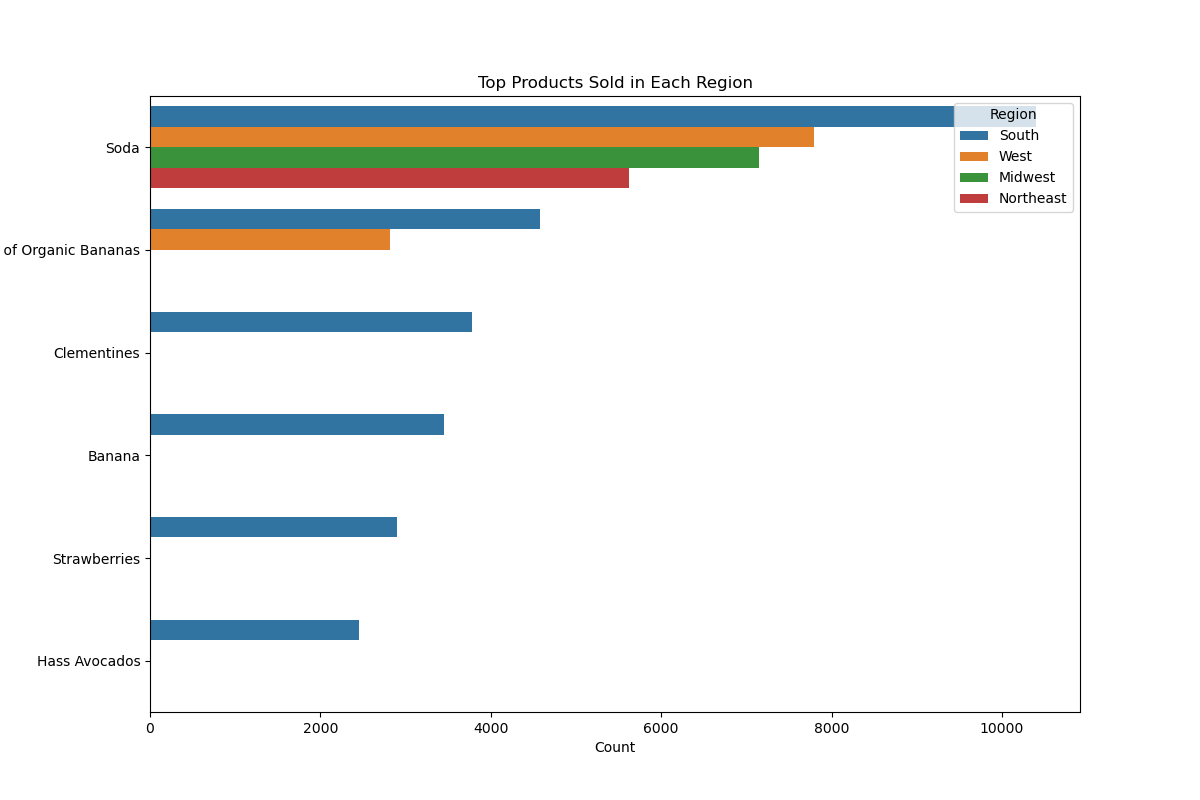 Top Products Sold in Each Region
Region
South
West
Midwest
Northeast
Soda
of Organic Bananas
Clementines
Banana
Strawberries
Hass Avocados
0 2000 4000 6000 8000 10000
Count